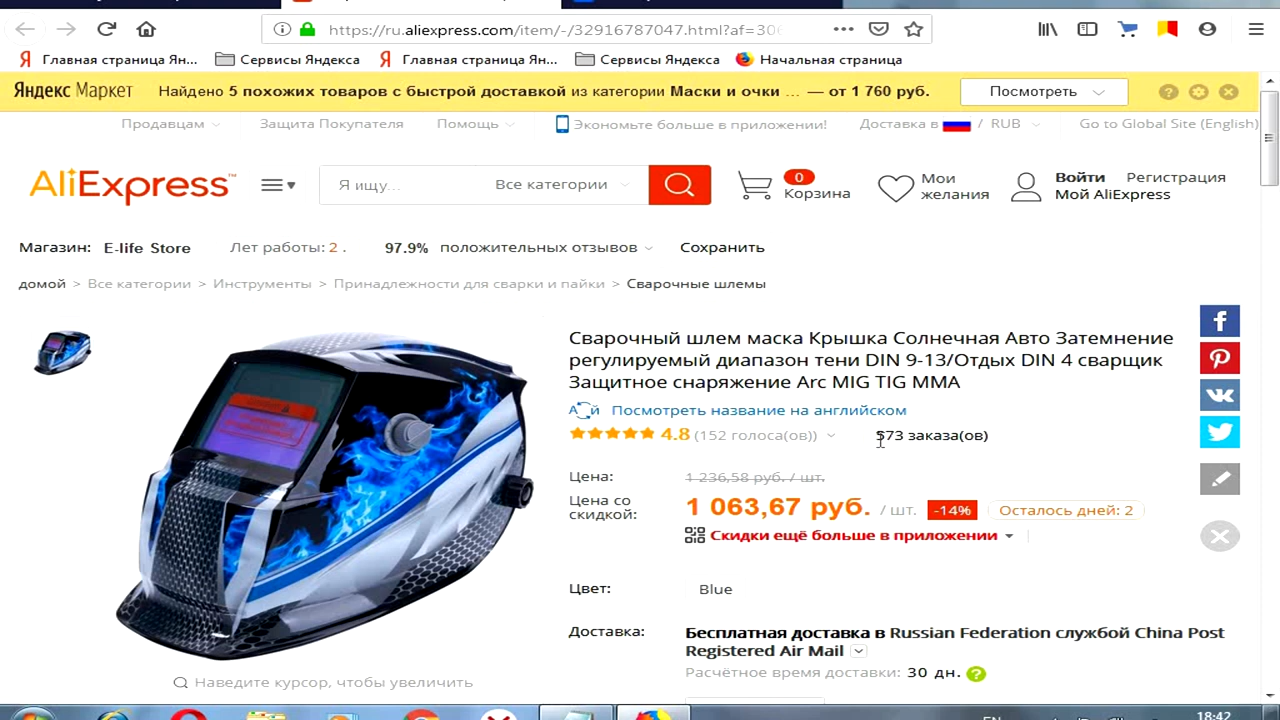 https://ru.aliexpress.com/item/-/32916787047.html?af=30
Главная страница Ян... Сервисы Яндекса Главная страница Ян... Сервисы Яндекса Начальная страница
Яндекс Маркет Найдено 5 похожих товаров с быстрой доставкой из категории Маски и очки ... — от 1 760 руб. Посмотреть
Продавцам Защита Покупателя Помощь Экономьте больше в приложении! Доставка в / RUB Go to Global Site (English)
AliExpress™ Я ищу... Все категории 0 Корзина Мои желания Войти Регистрация
Мой AliExpress
Магазин: E-life Store Лет работы: 2 . 97.9% положительных отзывов Сохранить
домой > Все категории > Инструменты > Принадлежности для сварки и пайки > Сварочные шлемы
Сварочный шлем маска Крышка Солнечная Авто Затемнение
регулируемый диапазон тени DIN 9-13/Отдых DIN 4 сварщик
Защитное снаряжение Arc MIG TIG MMA
Посмотреть название на английском
4.8 (152 голоса(ов)) 573 заказа(ов)
Цена: 1 236,58 руб. / шт.
Цена со скидкой: 1 063,67 руб. / шт. -14% Осталось дней: 2
Скидки ещё больше в приложении
Цвет: Blue
Доставка: Бесплатная доставка в Russian Federation службой China Post
Registered Air Mail
Расчётное время доставки: 30 дн.
Наведите курсор, чтобы увеличить
EN 18:42